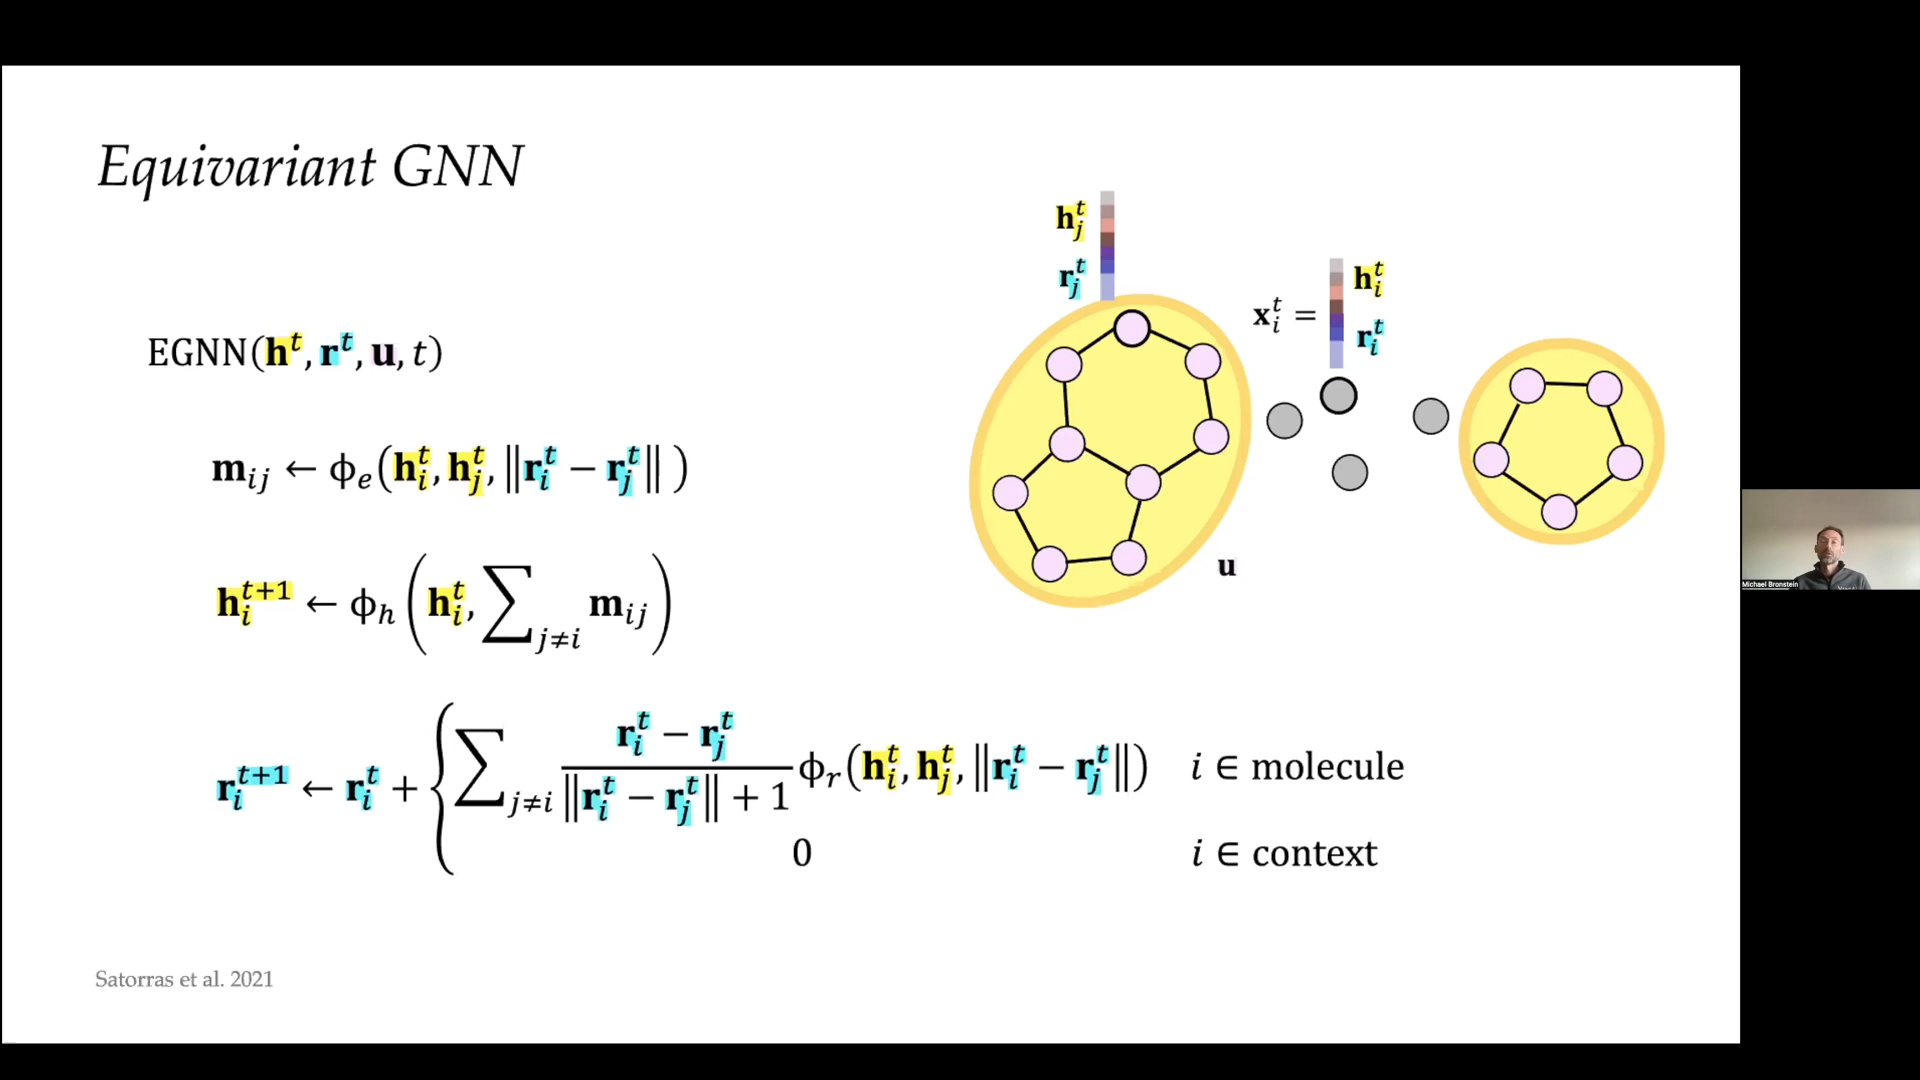 Equivariant GNN
EGNN(h^t, r^t, u, t)
m_ij ← ϕ_e(h_i^t, h_j^t, ‖r_i^t − r_j^t‖)
h_i^{t+1} ← ϕ_h(h_i^t, ∑_{j≠i} m_ij)
r_i^{t+1} ← r_i^t + { ∑_{j≠i} (r_i^t − r_j^t)/(‖r_i^t − r_j^t‖ + 1) ϕ_r(h_i^t, h_j^t, ‖r_i^t − r_j^t‖) i ∈ molecule
0 i ∈ context
h_j^t
r_j^t
x_i^t =
h_i^t
r_i^t
u
Satorras et al. 2021
Michael Bronstein